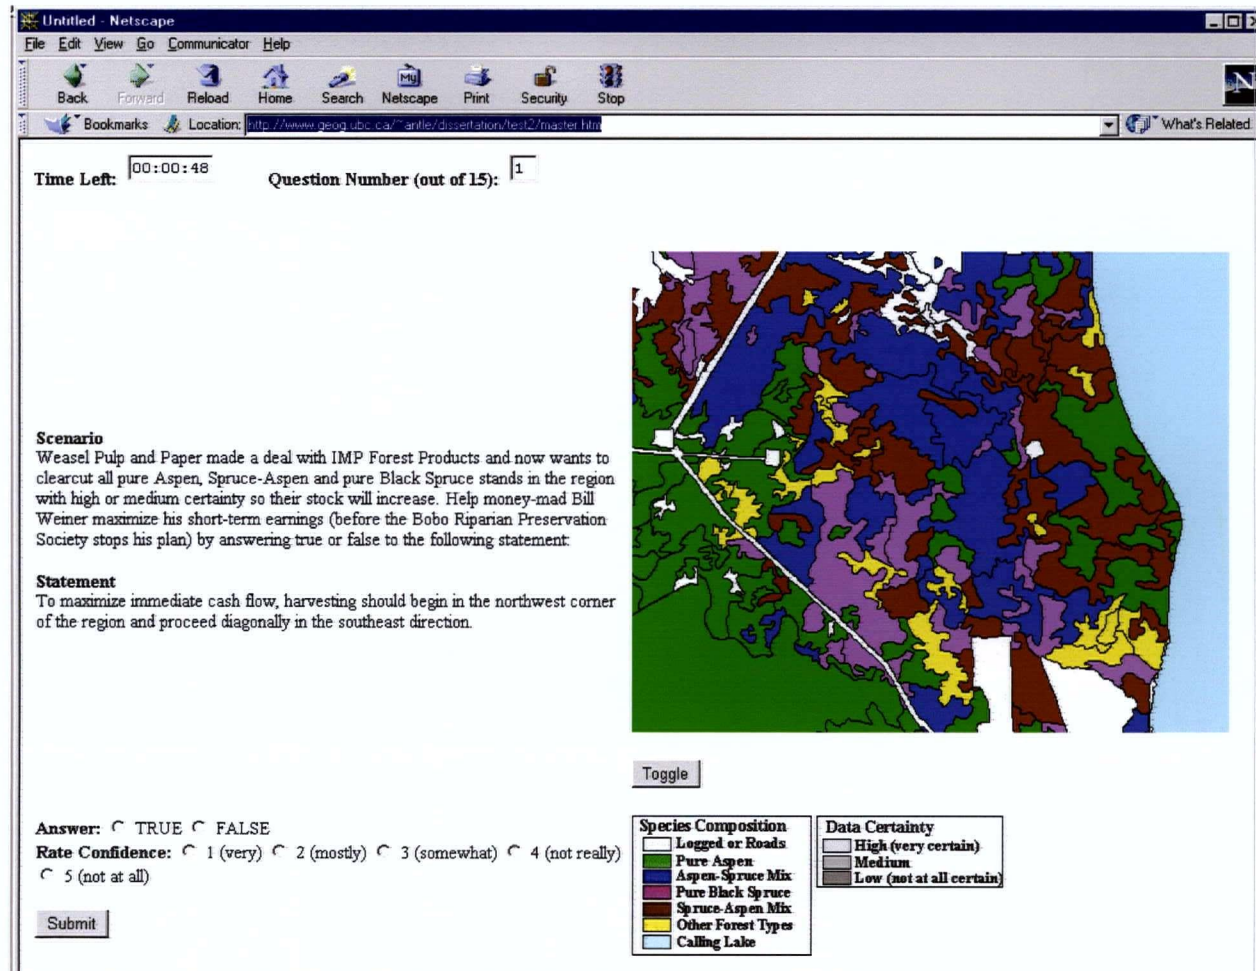 Untitled - Netscape
File Edit View Go Communicator Help
Back Forward Reload Home Search Netscape Print Security Stop
Bookmarks Location: http://www.geog.ubc.ca/~antle/dissertation/test2/master.htm What's Related
Time Left: 00:00:48 Question Number (out of 15): 1
Scenario
Weasel Pulp and Paper made a deal with IMP Forest Products and now wants to
clearcut all pure Aspen, Spruce-Aspen and pure Black Spruce stands in the region
with high or medium certainty so their stock will increase. Help money-mad Bill
Weiner maximize his short-term earnings (before the Bobo Riparian Preservation
Society stops his plan) by answering true or false to the following statement:
Statement
To maximize immediate cash flow, harvesting should begin in the northwest corner
of the region and proceed diagonally in the southeast direction.
Toggle
Answer: TRUE FALSE
Rate Confidence: 1 (very) 2 (mostly) 3 (somewhat) 4 (not really)
5 (not at all)
Submit
Species Composition
Logged or Roads
Pure Aspen
Aspen-Spruce Mix
Pure Black Spruce
Spruce-Aspen Mix
Other Forest Types
Calling Lake
Data Certainty
High (very certain)
Medium
Low (not at all certain)